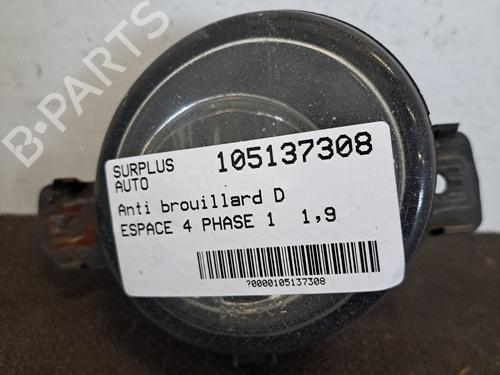 B-PARTS
SURPLUS AUTO
105137308
Anti brouillard D
ESPACE 4 PHASE 1 1,9
?0000105137308